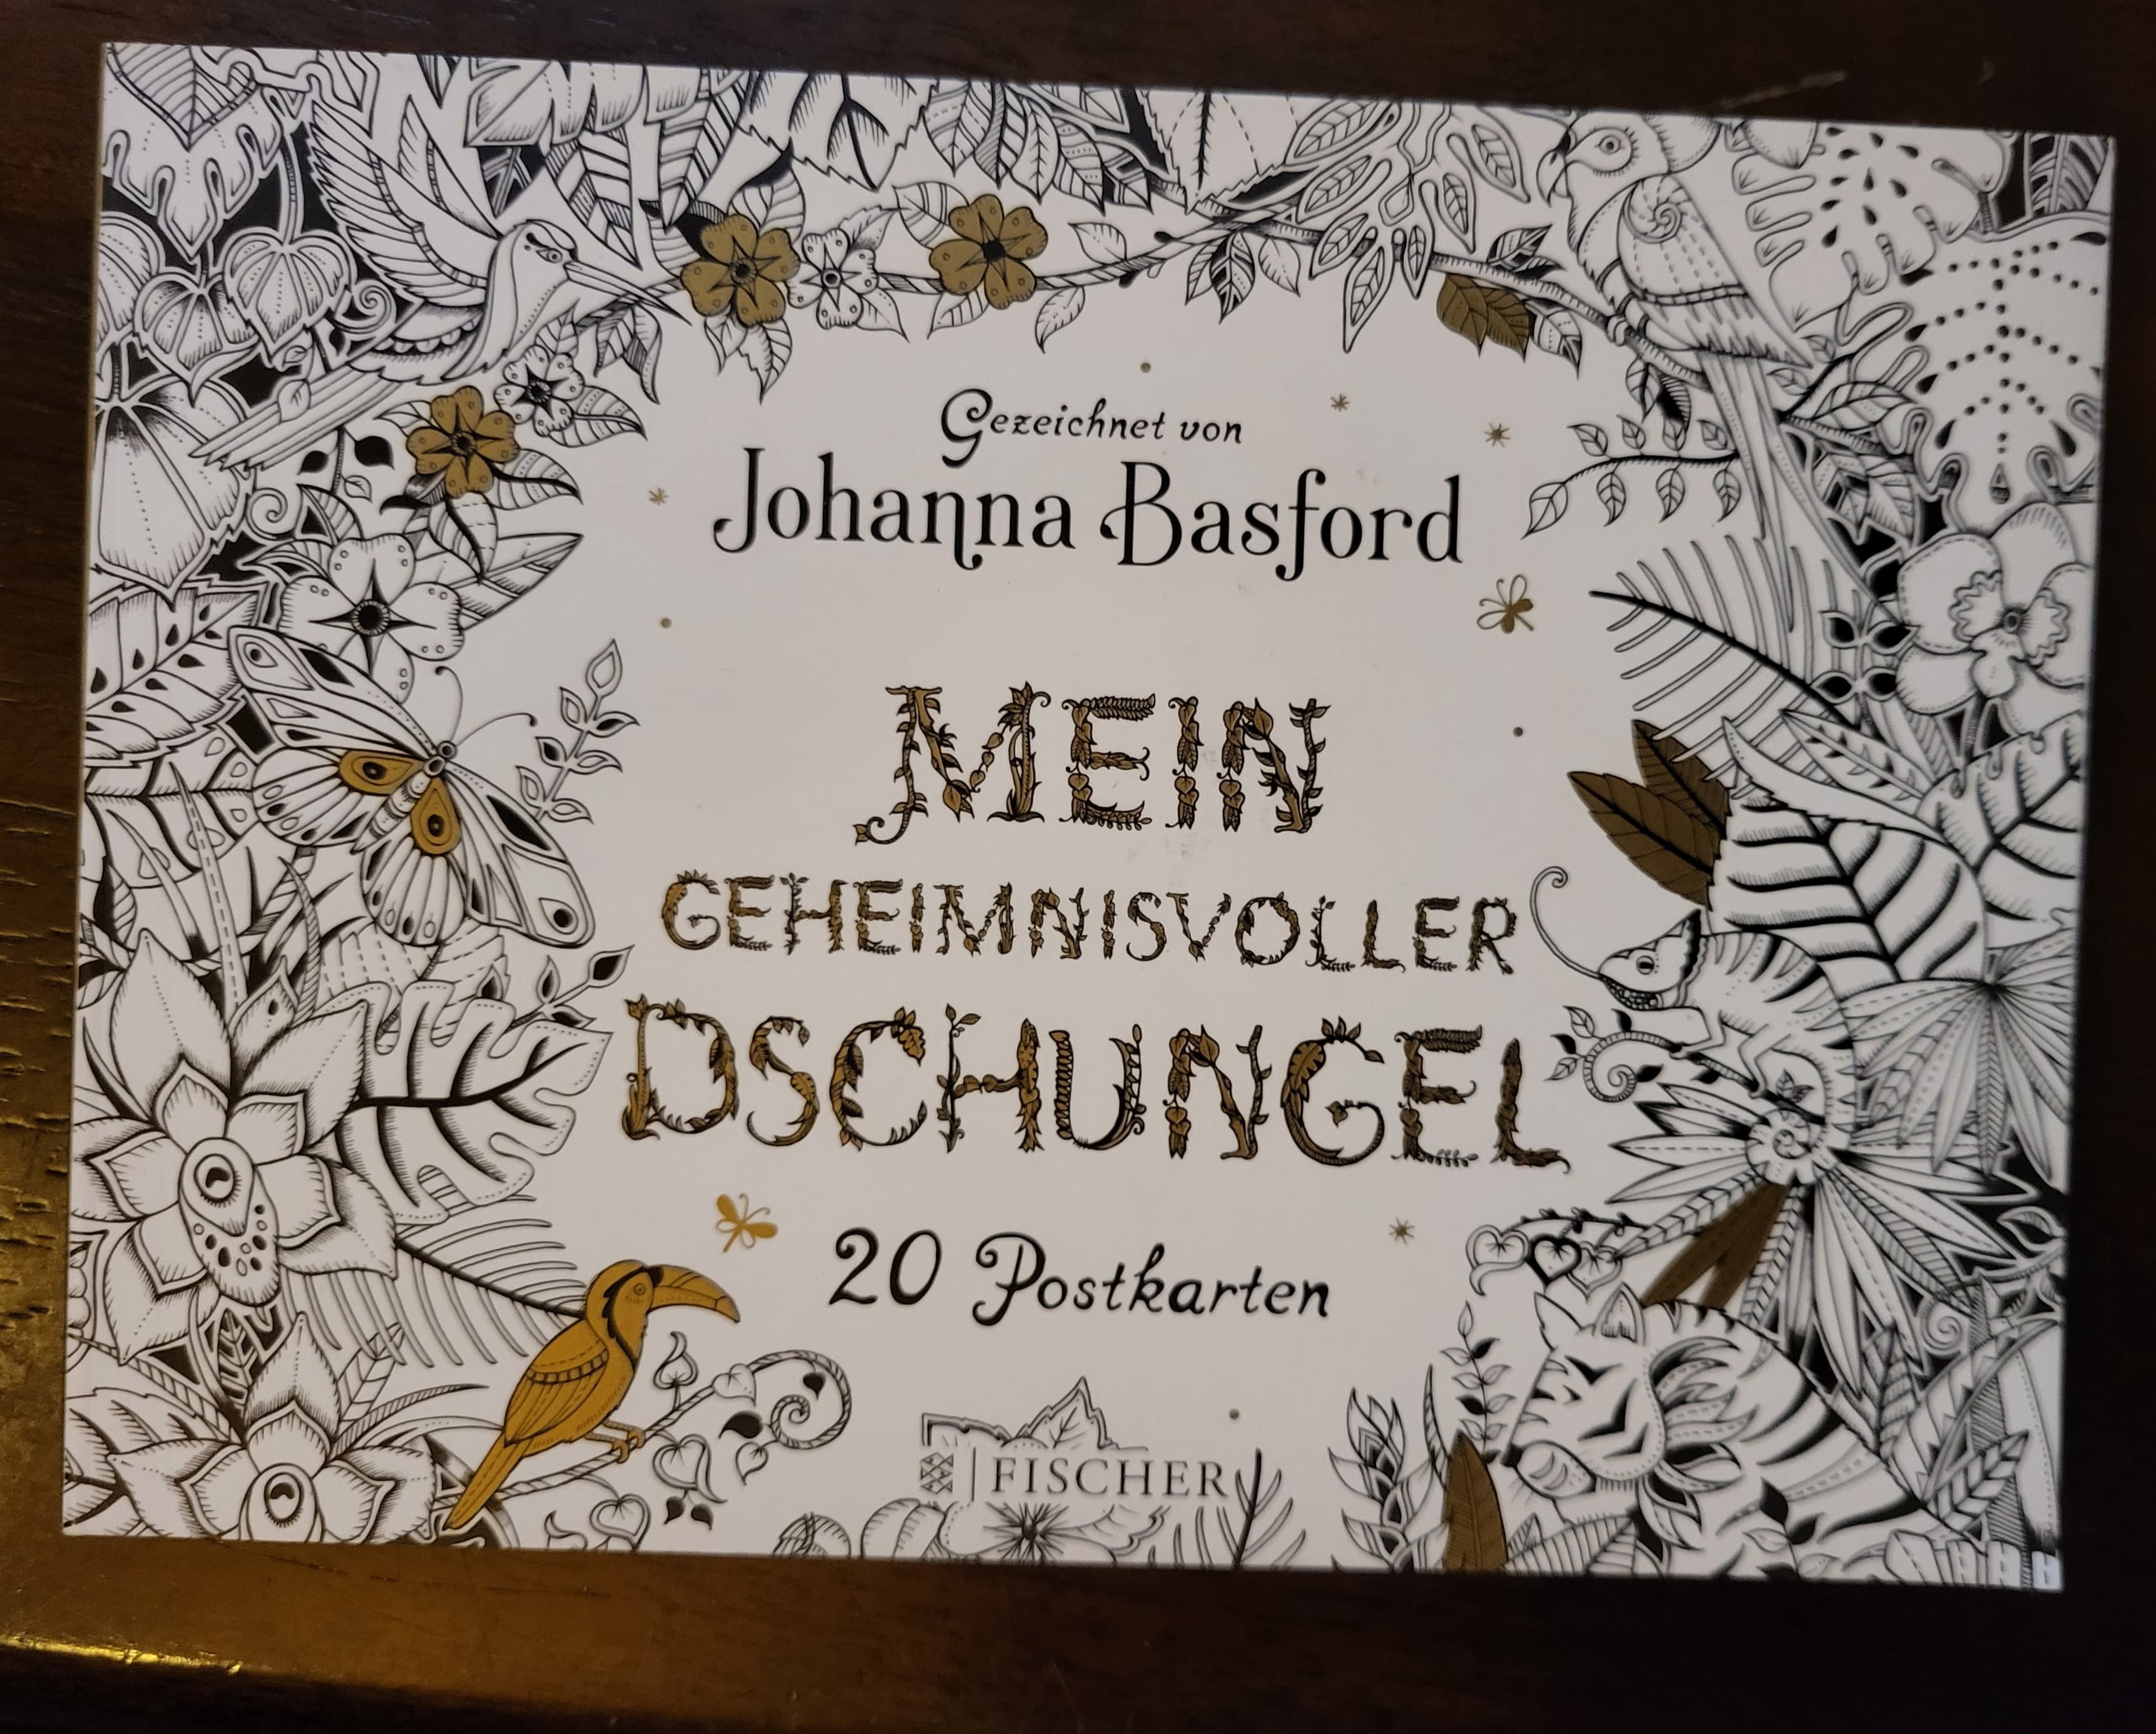 Gezeichnet von
Johanna Basford
MEIN
GEHEIMNISVOLLER
DSCHUNGEL
20 Postkarten
FISCHER